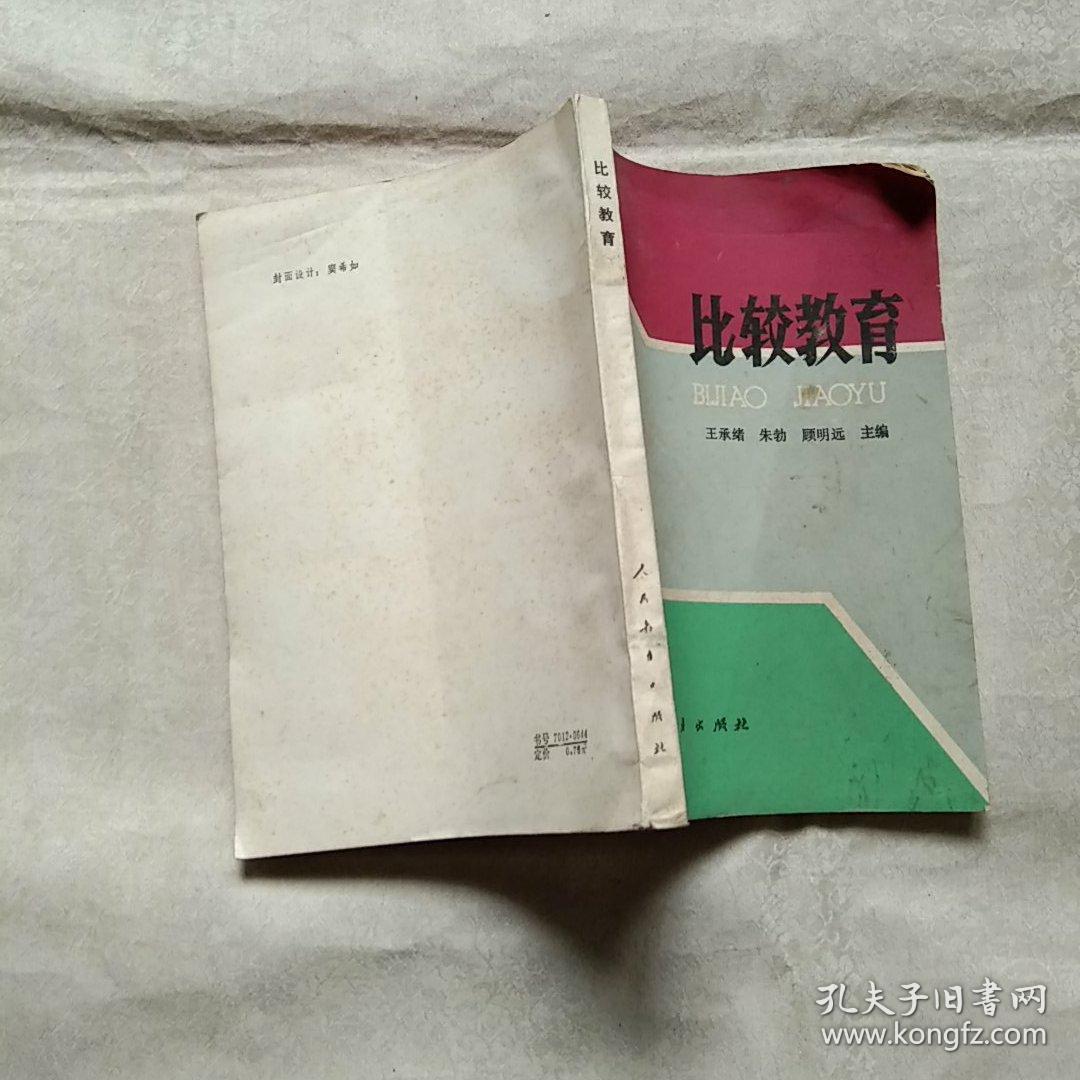 封面设计：窦希如
书号 7012·0644
定价 0.76元
比较教育
人民教育出版社
比较教育
BIJIAO JIAOYU
王承绪 朱勃 顾明远 主编
育出版社
孔夫子旧書网
www.kongfz.com